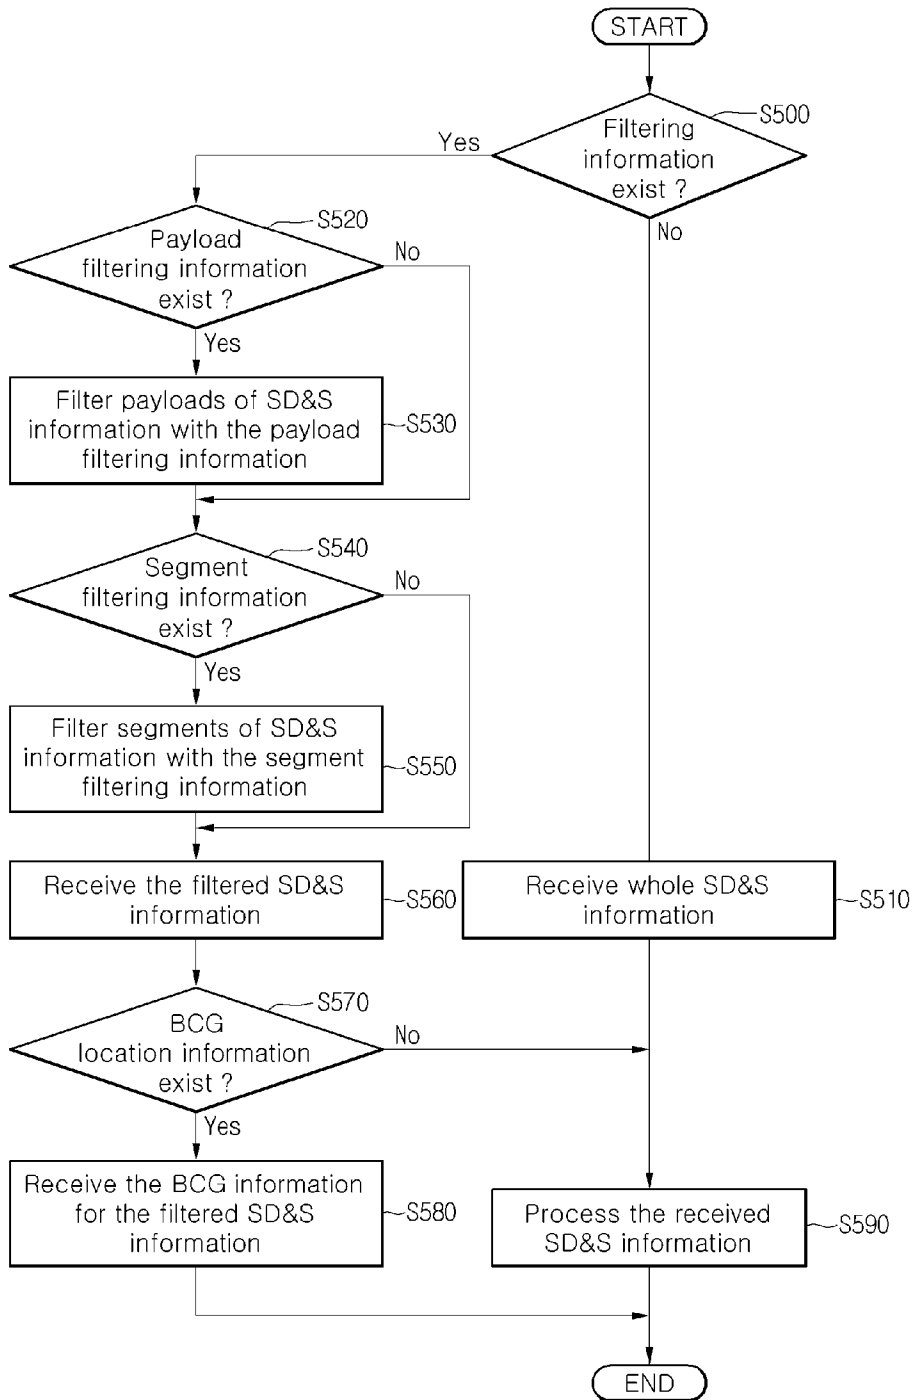 START
S500
Filtering
information
exist ?
Yes
No
S520
Payload
filtering information
exist ?
No
Yes
Filter payloads of SD&S
information with the payload
filtering information
S530
S540
Segment
filtering information
exist ?
No
Yes
Filter segments of SD&S
information with the segment
filtering information
S550
Receive the filtered SD&S
information
S560
Receive whole SD&S
information
S510
S570
BCG
location information
exist ?
No
Yes
Receive the BCG information
for the filtered SD&S
information
S580
Process the received
SD&S information
S590
END